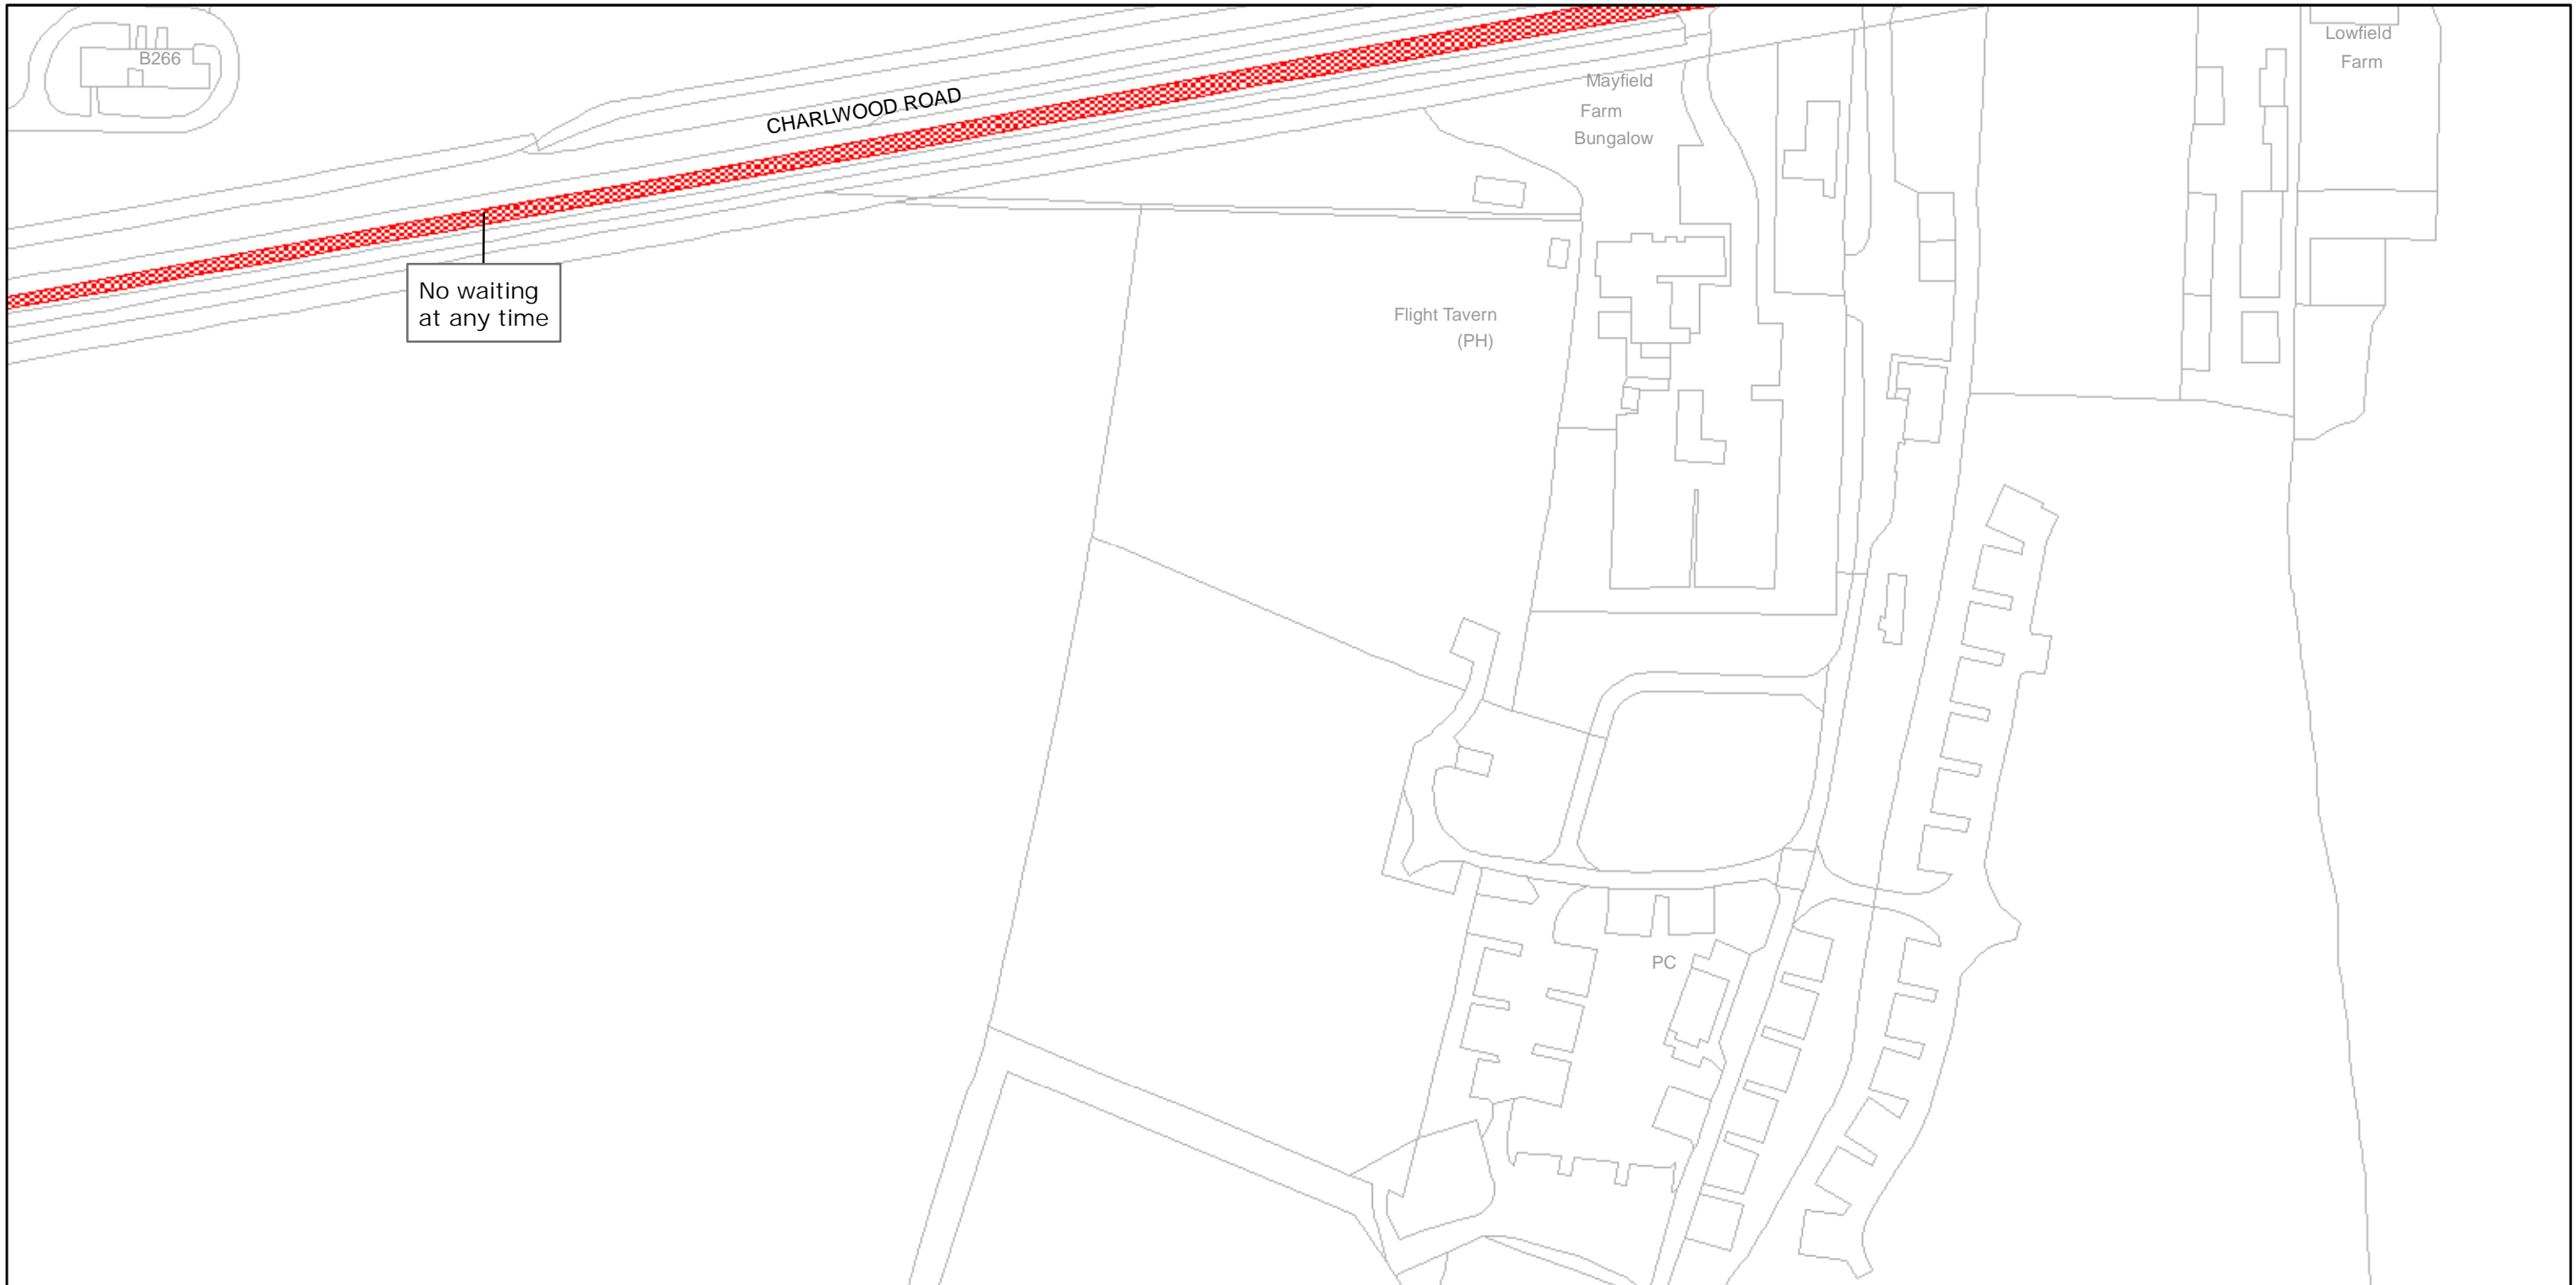 B266
Lowfield
Farm
Mayfield
Farm
Bungalow
CHARLWOOD ROAD
No waiting
at any time
Flight Tavern
(PH)
PC